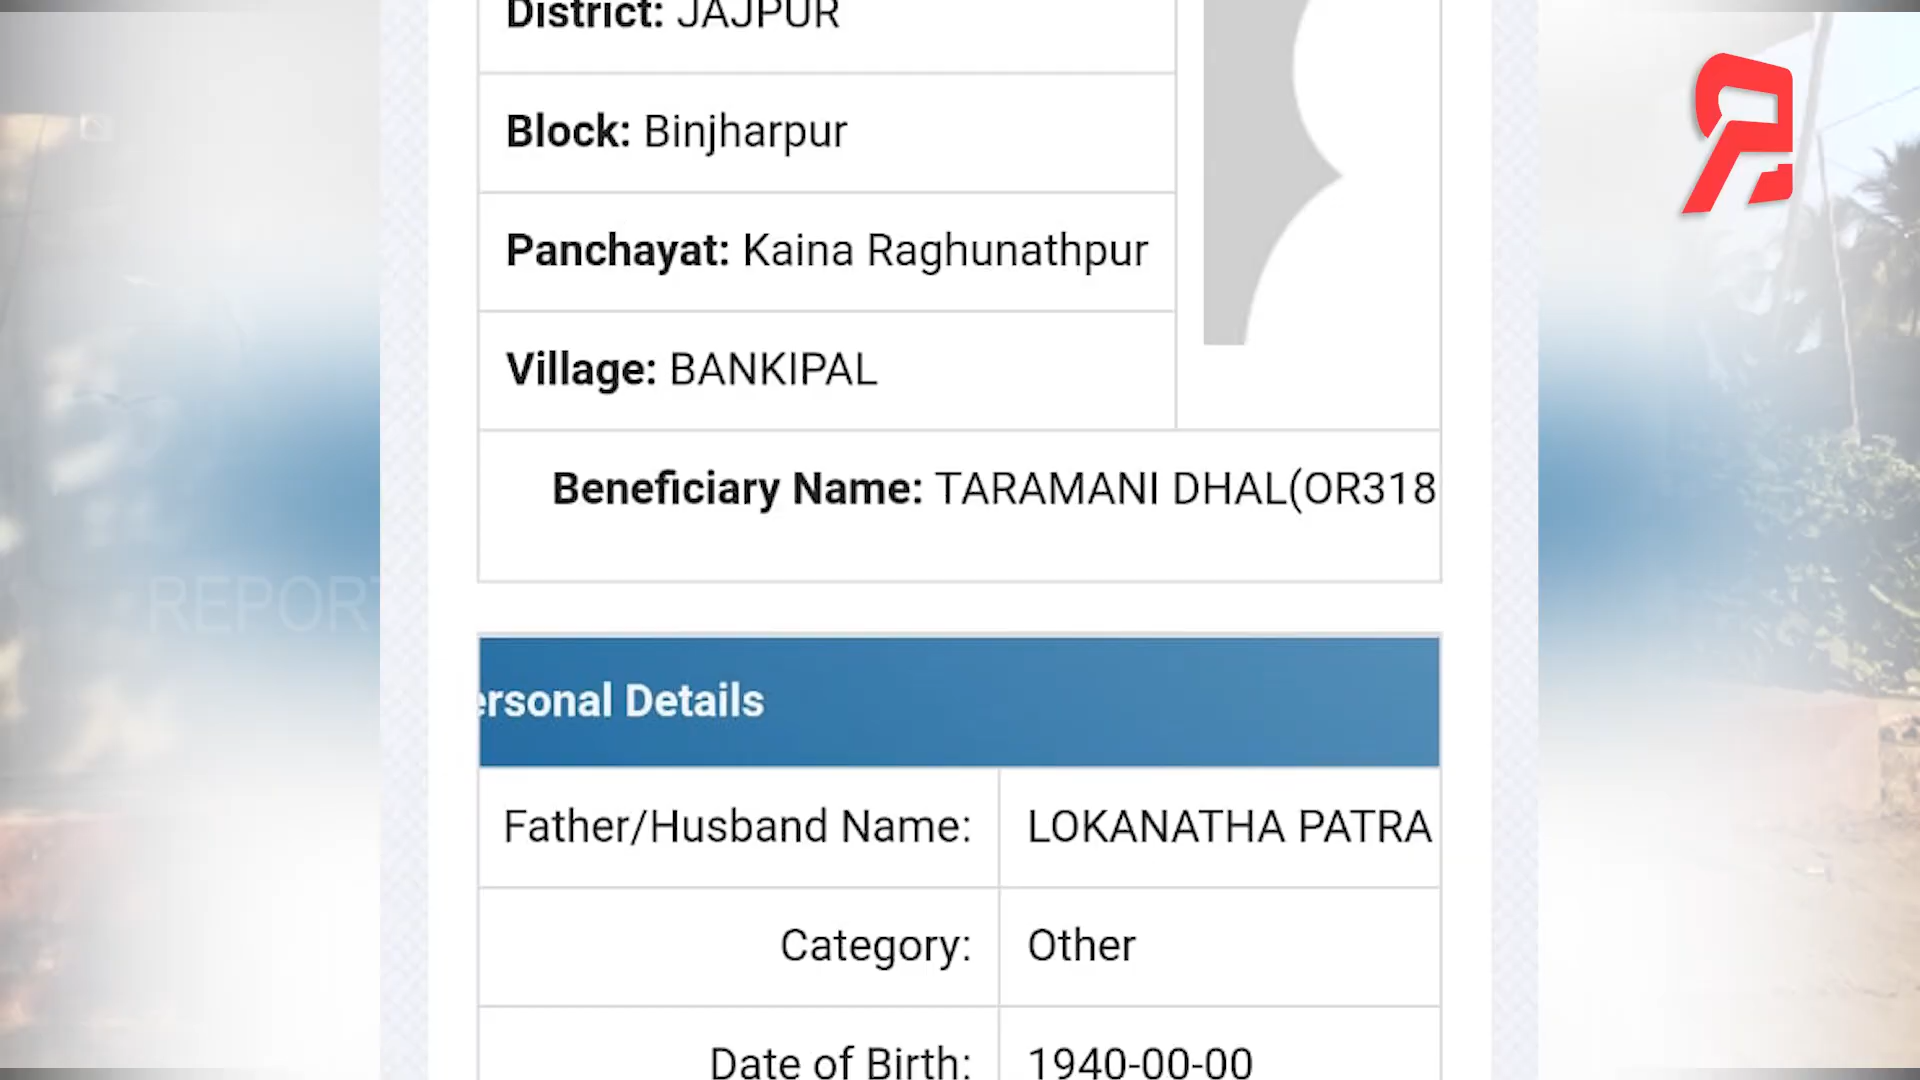 District: JAJPUR
Block: Binjharpur
Panchayat: Kaina Raghunathpur
Village: BANKIPAL
Beneficiary Name: TARAMANI DHAL(OR318
REPORT
ersonal Details
Father/Husband Name: LOKANATHA PATRA
Category: Other
Date of Birth: 1940-00-00